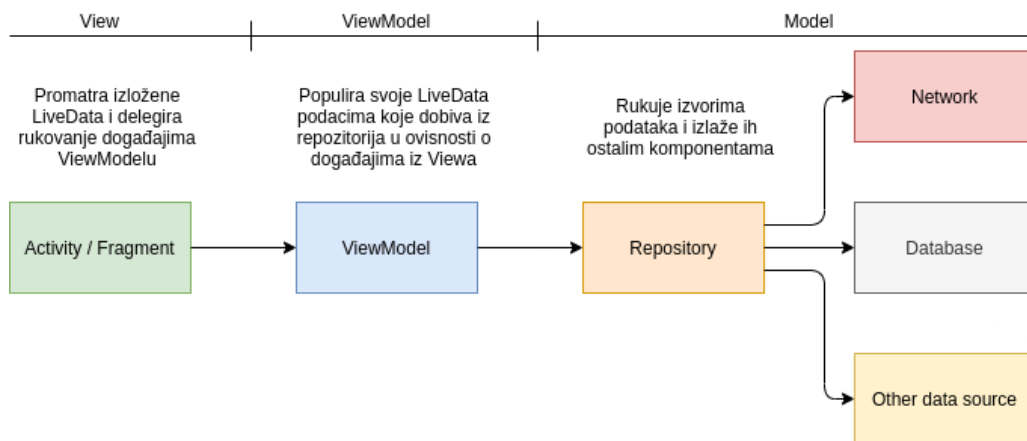 View
ViewModel
Model
Promatra izložene
LiveData i delegira
rukovanje događajima
ViewModelu
Populira svoje LiveData
podacima koje dobiva iz
repozitorija u ovisnosti o
događajima iz Viewa
Rukuje izvorima
podataka i izlaže ih
ostalim komponentama
Network
Activity / Fragment
ViewModel
Repository
Database
Other data source